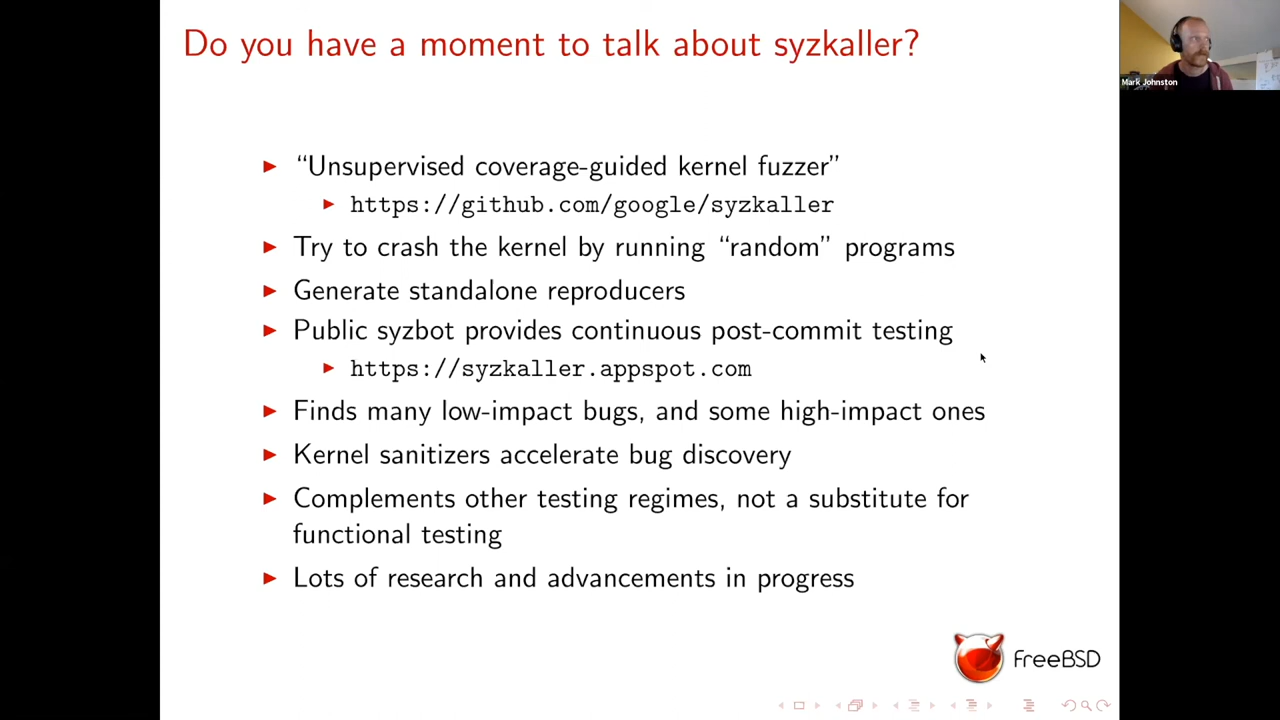 Do you have a moment to talk about syzkaller?
Mark Johnston
“Unsupervised coverage-guided kernel fuzzer”
https://github.com/google/syzkaller
Try to crash the kernel by running “random” programs
Generate standalone reproducers
Public syzbot provides continuous post-commit testing
https://syzkaller.appspot.com
Finds many low-impact bugs, and some high-impact ones
Kernel sanitizers accelerate bug discovery
Complements other testing regimes, not a substitute for
functional testing
Lots of research and advancements in progress
FreeBSD